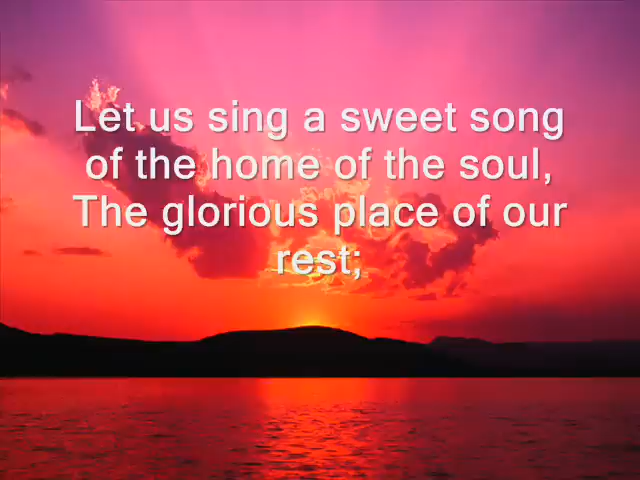 Let us sing a sweet song
of the home of the soul,
The glorious place of our
rest;